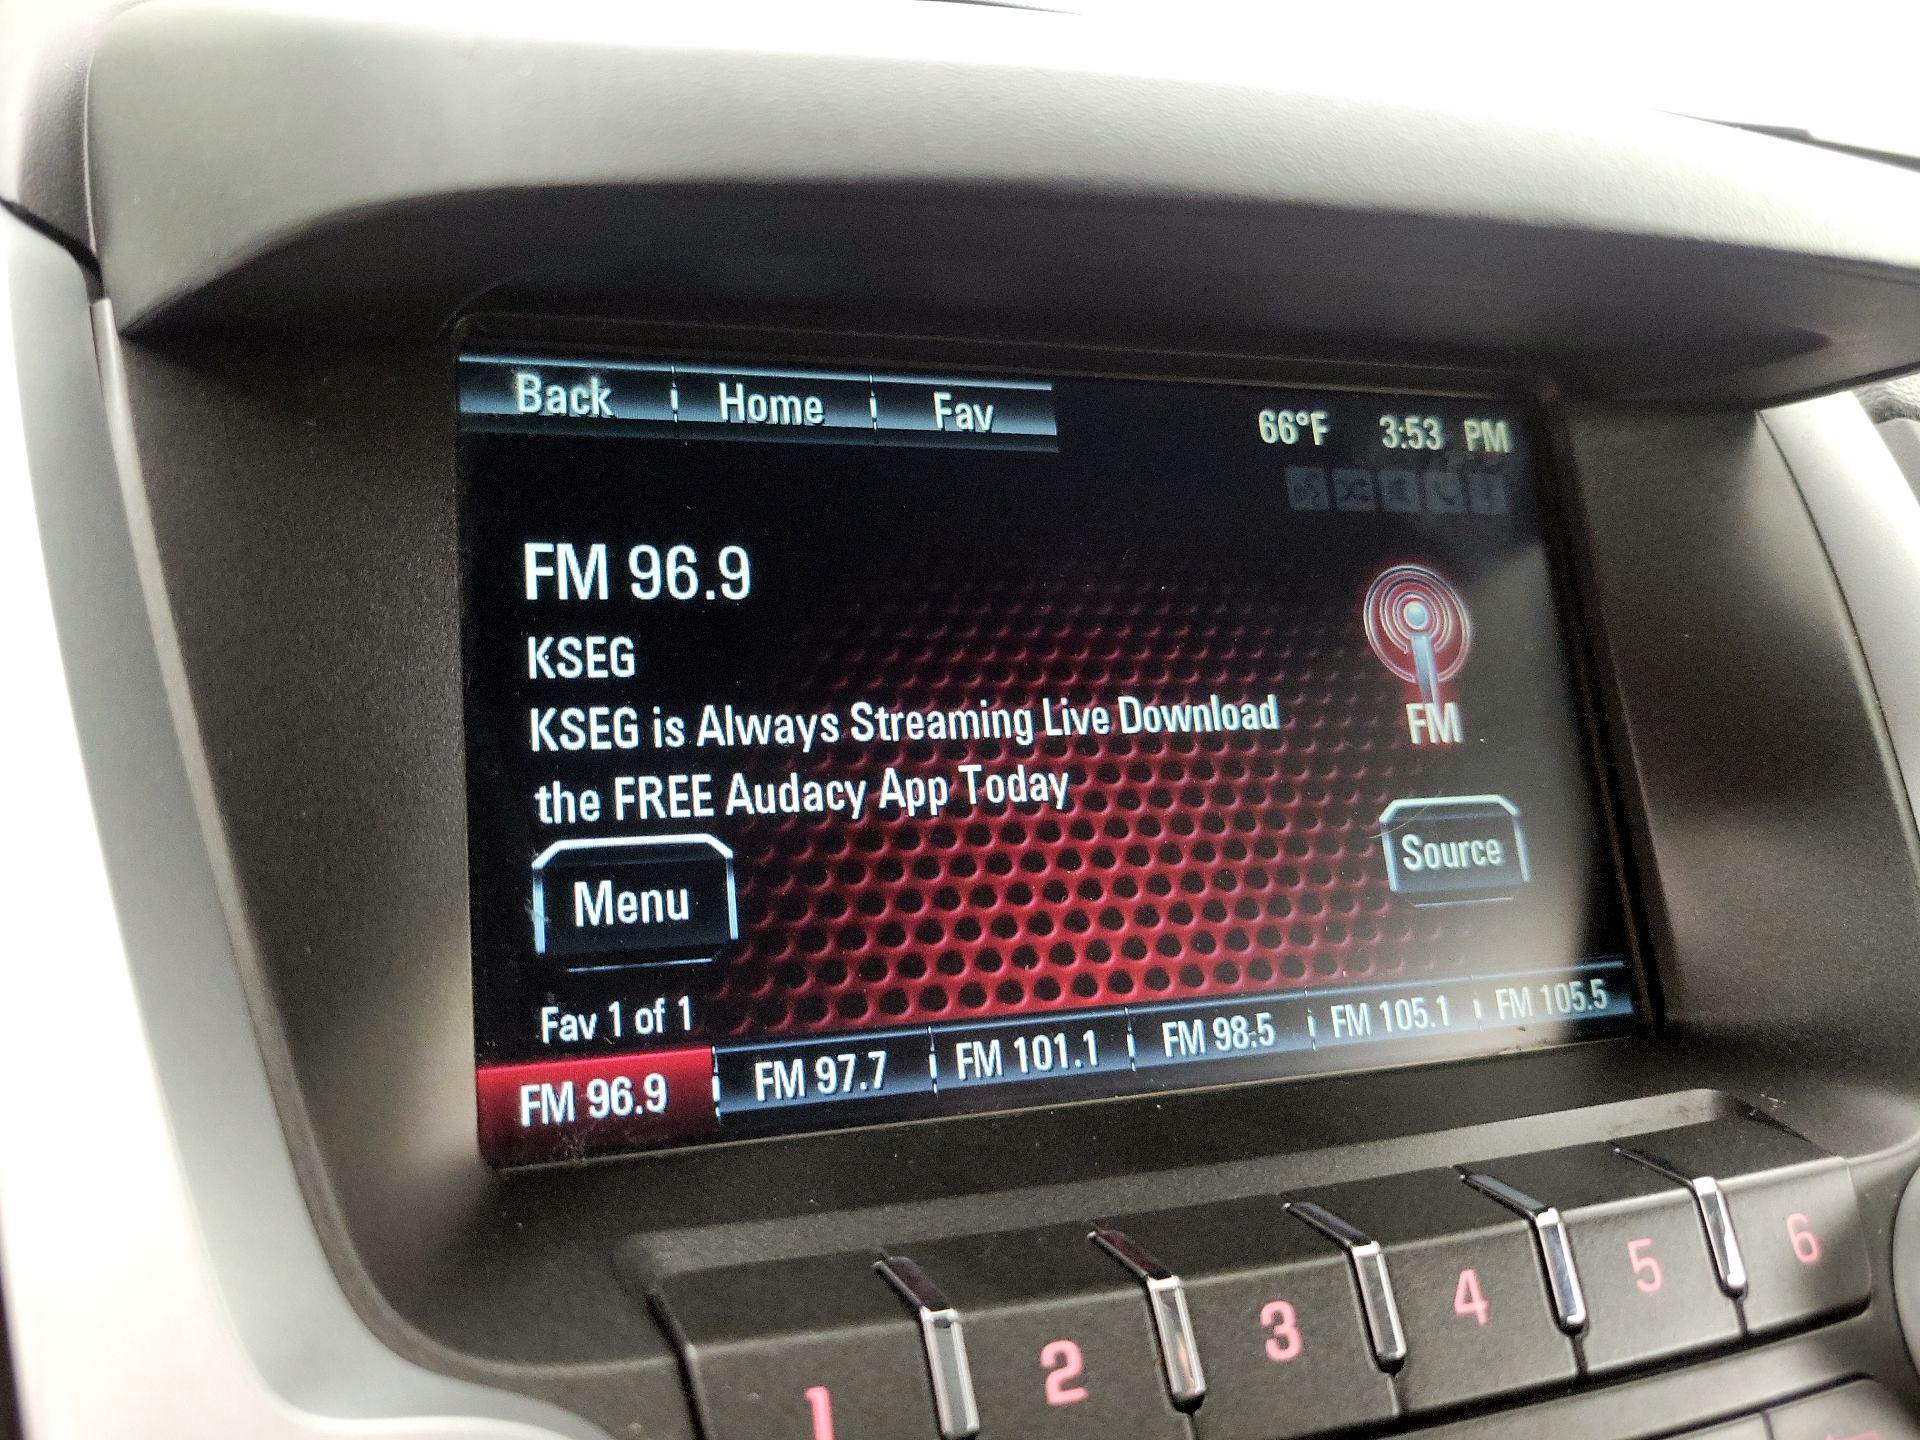 Back Home Fav 66°F 3:53 PM
FM 96.9
KSEG
KSEG is Always Streaming Live Download
the FREE Audacy App Today
FM
Menu
Source
Fav 1 of 1
FM 96.9 FM 97.7 FM 101.1 FM 98.5 FM 105.1 FM 105.5
1 2 3 4 5 6